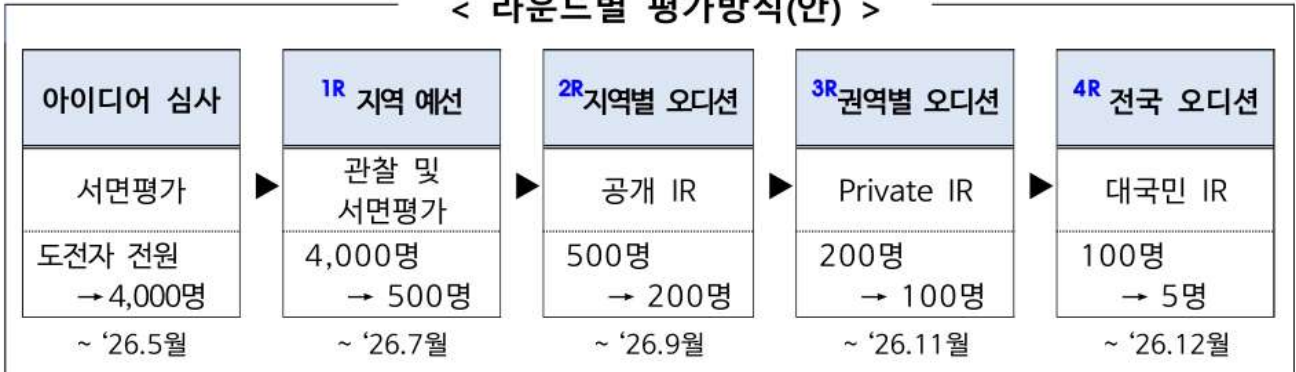 < 라운드별 평가방식(안) >
아이디어 심사
1R 지역 예선
2R지역별 오디션
3R권역별 오디션
4R 전국 오디션
서면평가
▶
관찰 및
서면평가
▶
공개 IR
▶
Private IR
▶
대국민 IR
도전자 전원
→4,000명
4,000명
→ 500명
500명
→ 200명
200명
→ 100명
100명
→ 5명
~ ‘26.5월
~ ‘26.7월
~ ‘26.9월
~ ‘26.11월
~ ‘26.12월